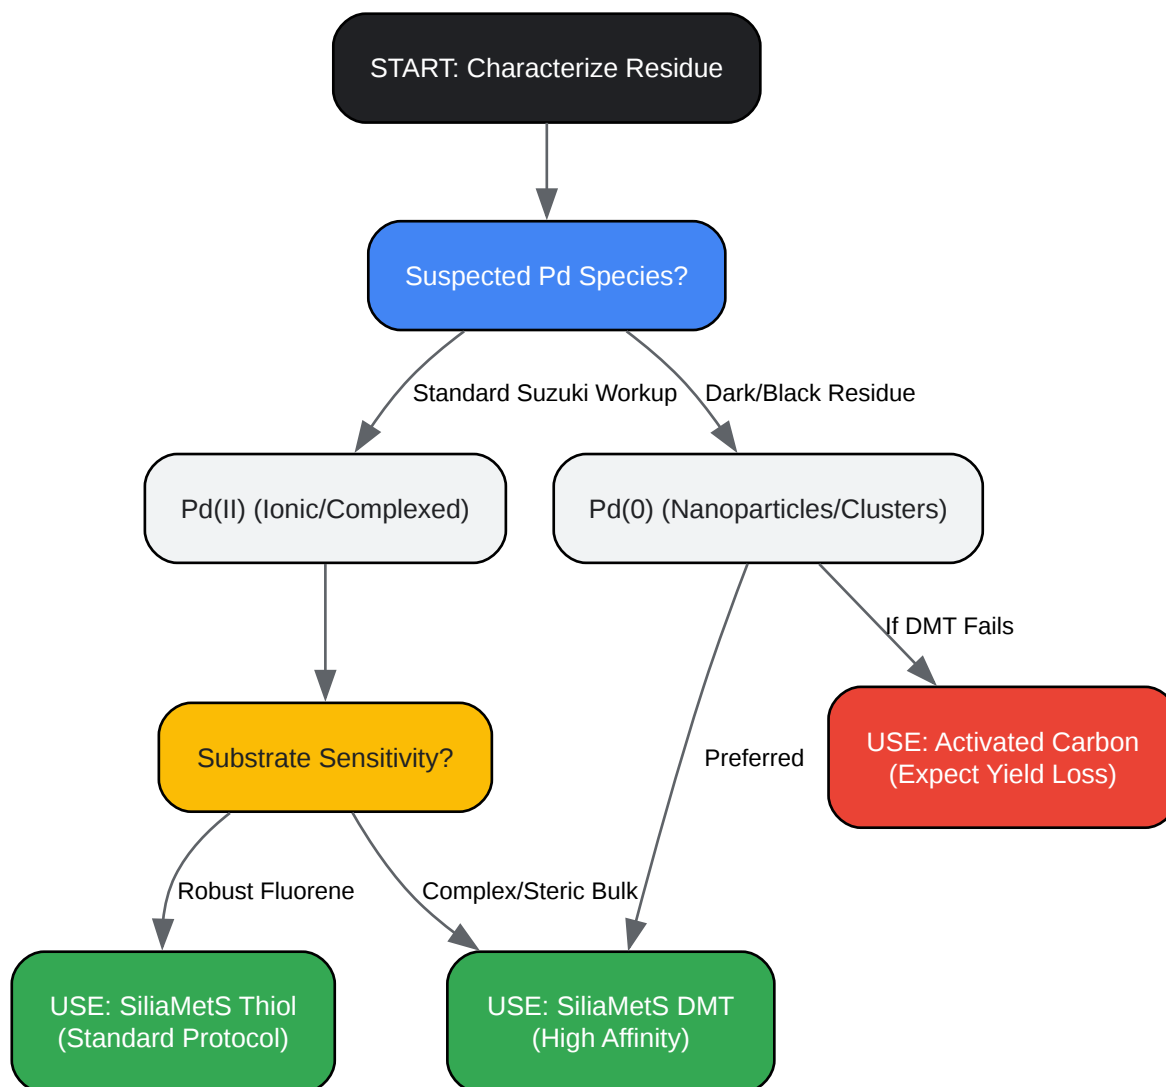 START: Characterize Residue
Suspected Pd Species?
Standard Suzuki Workup
Dark/Black Residue
Pd(II) (Ionic/Complexed)
Pd(0) (Nanoparticles/Clusters)
If DMT Fails
Substrate Sensitivity?
Preferred
USE: Activated Carbon
(Expect Yield Loss)
Robust Fluorene
Complex/Steric Bulk
USE: SiliaMetS Thiol
(Standard Protocol)
USE: SiliaMetS DMT
(High Affinity)